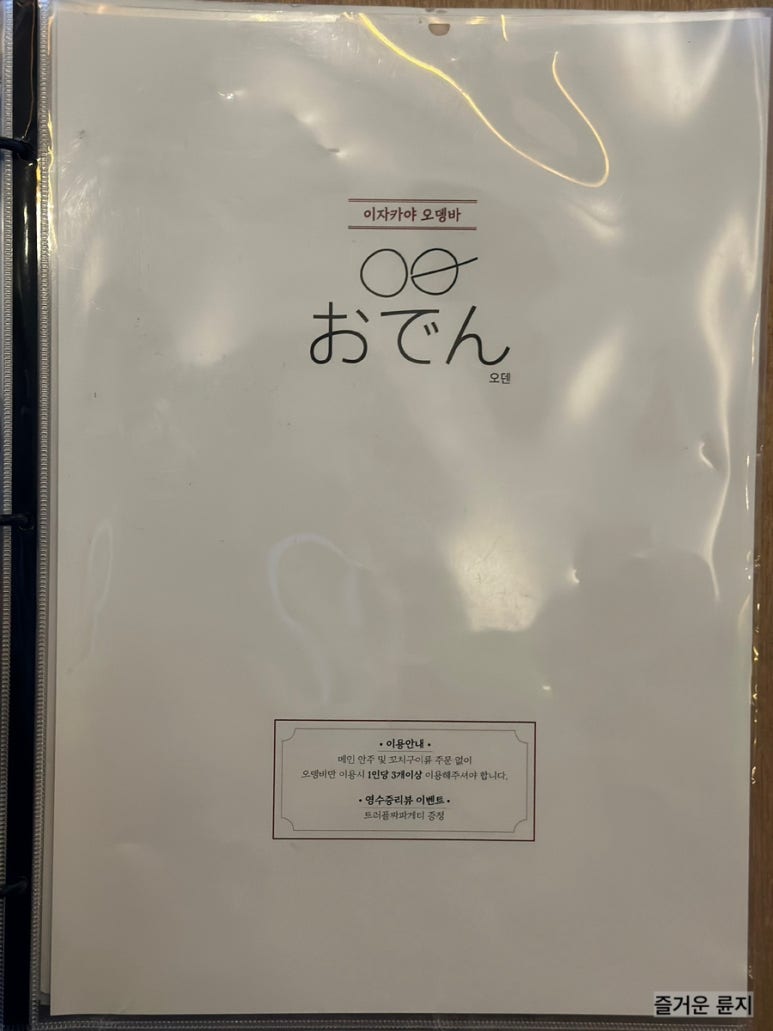 이자카야 오뎅바
おでん
오덴
• 이용안내 •
메인 안주 및 꼬치구이류 주문 없이
오뎅바만 이용시 1인당 3개이상 이용해주셔야 합니다.
• 영수증리뷰 이벤트 •
트러플짜파게티 증정
즐거운 륜지